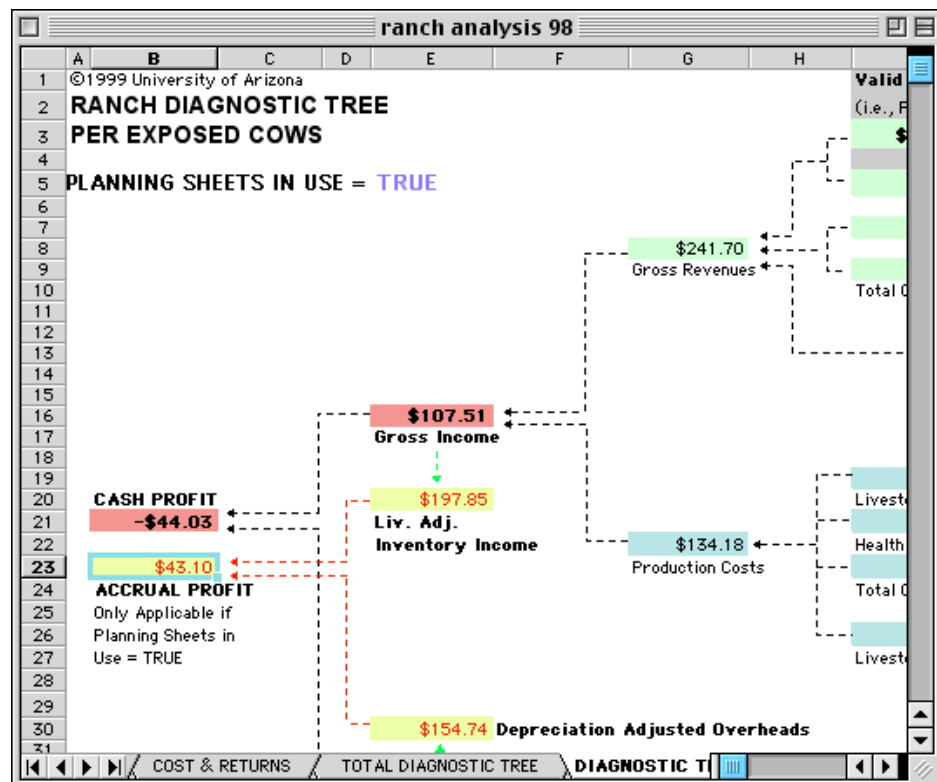 ranch analysis 98
A B C D E F G H
1 ©1999 University of Arizona Valid
2 RANCH DIAGNOSTIC TREE (i.e.,
3 PER EXPOSED COWS $
4
5 PLANNING SHEETS IN USE = TRUE
6
7
8 $241.70
9 Gross Revenues
10 Total
11
12
13
14
15
16 $107.51
17 Gross Income
18
19
20 CASH PROFIT $197.85
21 -$44.03 Liv. Adj.
22 Inventory Income $134.18 Health
23 $43.10 Production Costs
24 ACCRUAL PROFIT Total
25 Only Applicable if
26 Planning Sheets in
27 Use = TRUE
28
29
30 $154.74 Depreciation Adjusted Overheads
31
COST & RETURNS TOTAL DIAGNOSTIC TREE DIAGNOSTIC